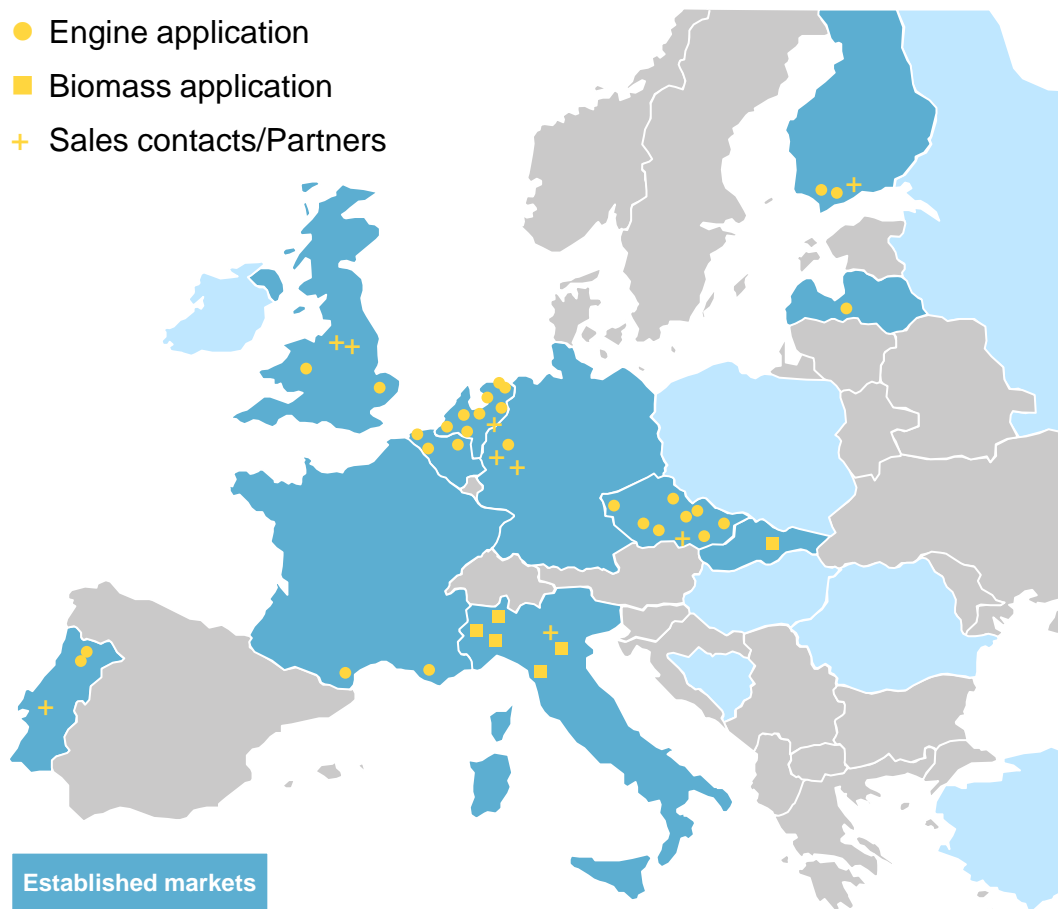 Engine application
Biomass application
Sales contacts/Partners
Established markets